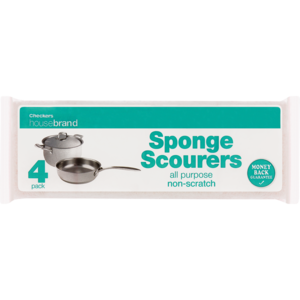 Checkers
housebrand
4
pack
Sponge
Scourers
all purpose
non-scratch
MONEY
BACK
GUARANTEE